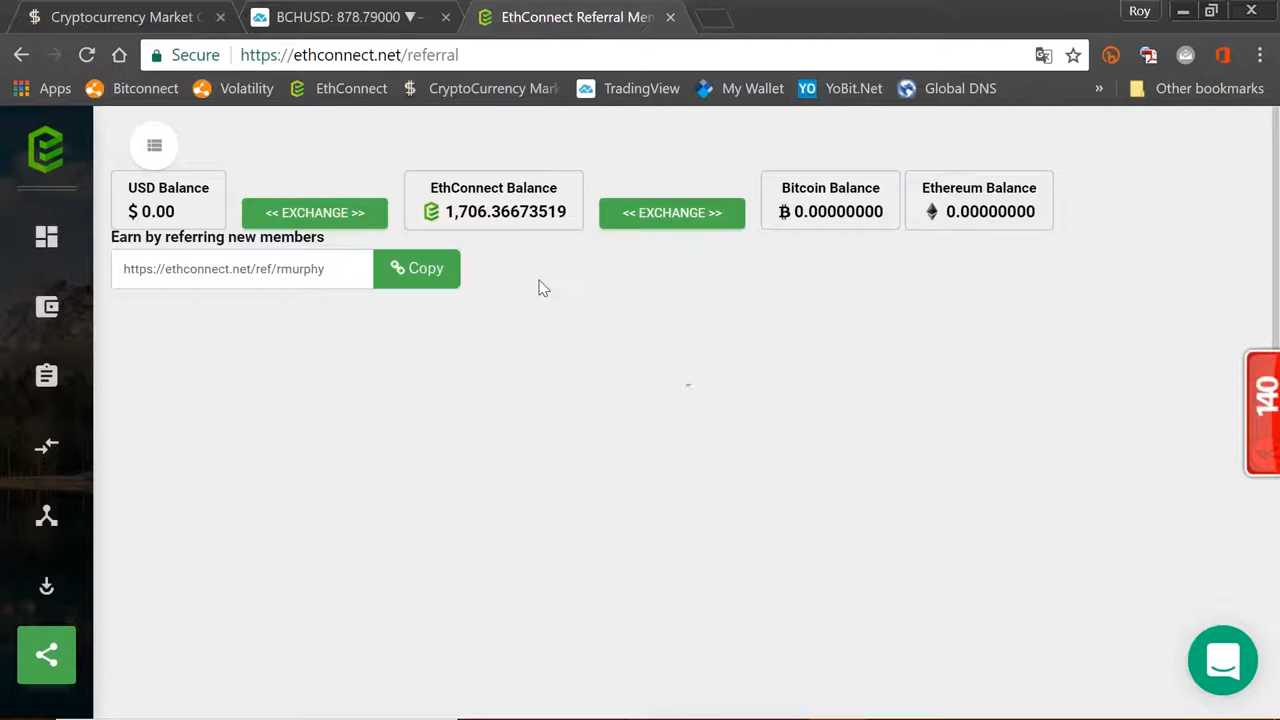 Cryptocurrency Market C
BCHUSD: 878.79000 ▼−
EthConnect Referral Men
Roy
Secure
https://ethconnect.net/referral
Apps
Bitconnect
Volatility
EthConnect
CryptoCurrency Mark
TradingView
My Wallet
YO
YoBit.Net
Global DNS
»
Other bookmarks
USD Balance
$ 0.00
<< EXCHANGE >>
EthConnect Balance
1,706.36673519
<< EXCHANGE >>
Bitcoin Balance
฿ 0.00000000
Ethereum Balance
0.00000000
Earn by referring new members
https://ethconnect.net/ref/rmurphy
Copy
140